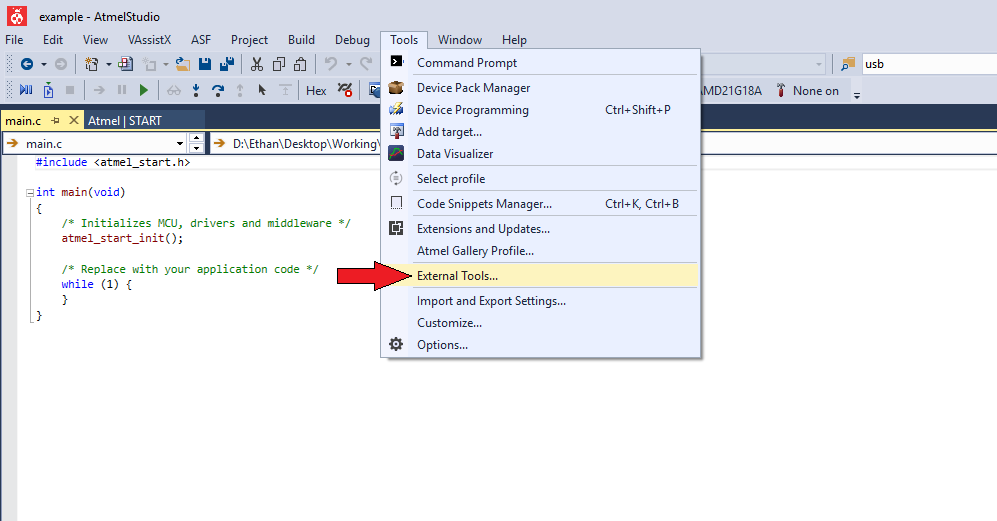 example - AtmelStudio
File Edit View VAssistX ASF Project Build Debug Tools Window Help
usb
Hex
AMD21G18A None on
main.c
Atmel | START
main.c
D:\Ethan\Desktop\Working\
#include <atmel_start.h>
int main(void)
{
/* Initializes MCU, drivers and middleware */
atmel_start_init();
/* Replace with your application code */
while (1) {
}
}
Command Prompt
Device Pack Manager
Device Programming Ctrl+Shift+P
Add target...
Data Visualizer
Select profile
Code Snippets Manager... Ctrl+K, Ctrl+B
Extensions and Updates...
Atmel Gallery Profile...
External Tools...
Import and Export Settings...
Customize...
Options...